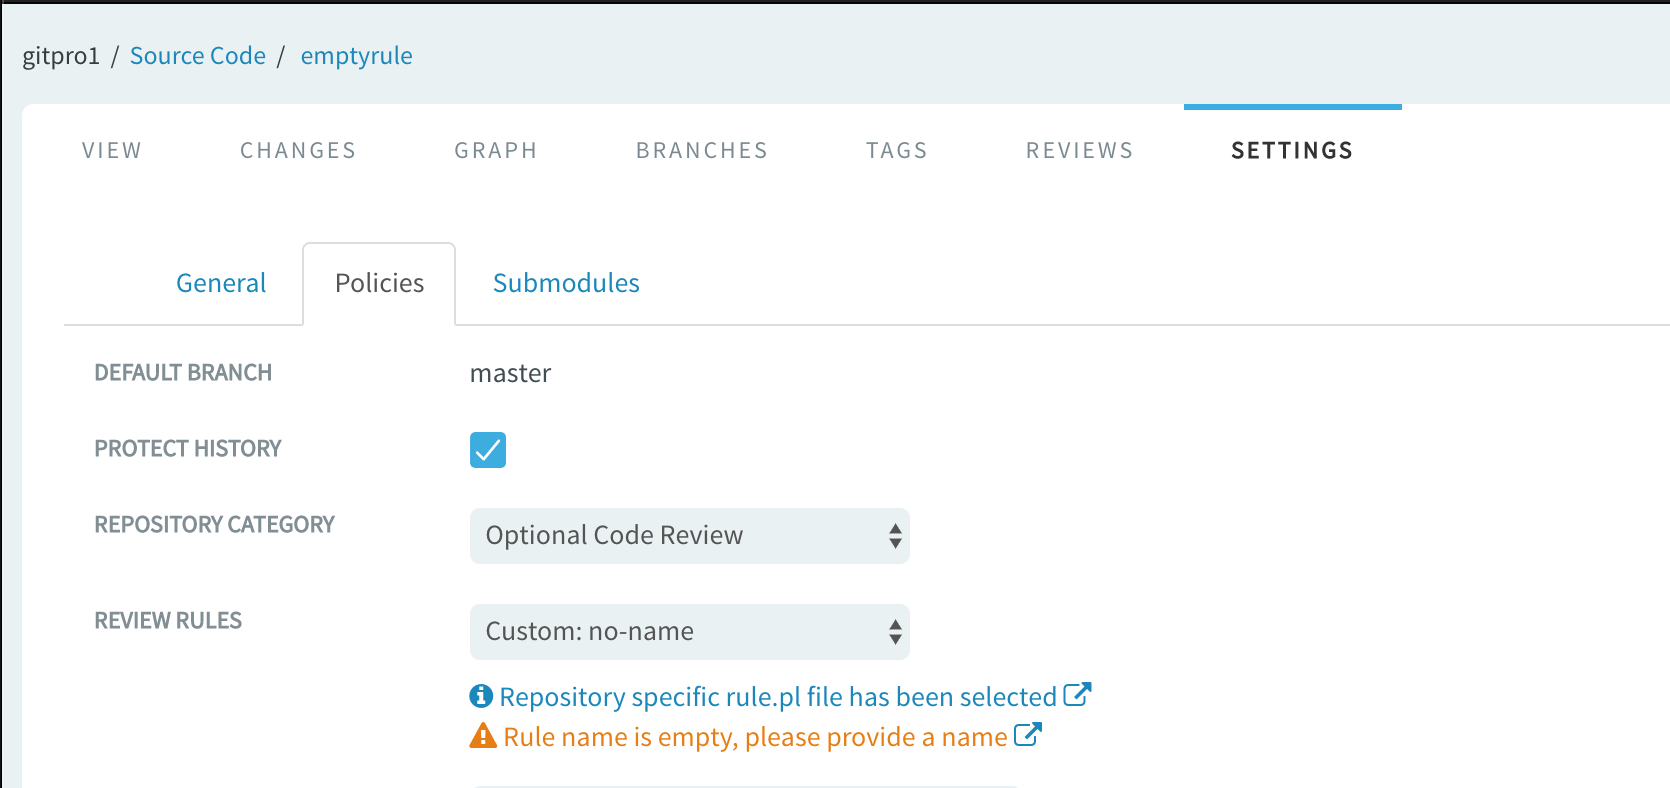 gitpro1 / Source Code / emptyrule
VIEW CHANGES GRAPH BRANCHES TAGS REVIEWS SETTINGS
General Policies Submodules
DEFAULT BRANCH master
PROTECT HISTORY
REPOSITORY CATEGORY Optional Code Review
REVIEW RULES Custom: no-name
Repository specific rule.pl file has been selected
Rule name is empty, please provide a name